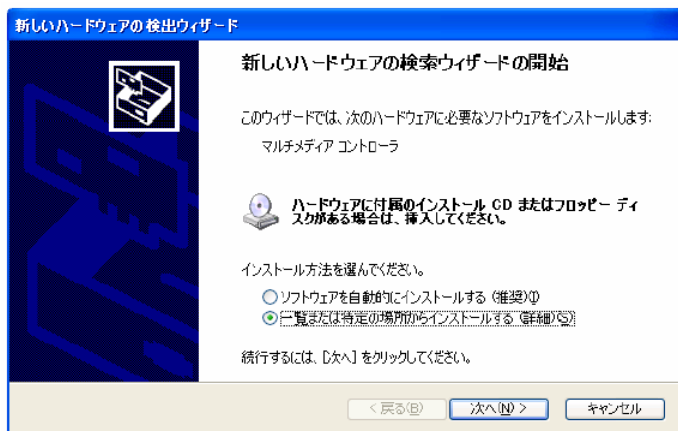 新しいハードウェアの検出ウィザード
新しいハードウェアの検索ウィザードの開始
このウィザードでは、次のハードウェアに必要なソフトウェアをインストールします:
マルチメディア コントローラ
ハードウェアに付属のインストール CD またはフロッピー ディ
スクがある場合は、挿入してください。
インストール方法を選んでください。
ソフトウェアを自動的にインストールする (推奨)(I)
一覧または特定の場所からインストールする (詳細)(S)
続行するには、[次へ] をクリックしてください。
< 戻る(B) 次へ(N) > キャンセル